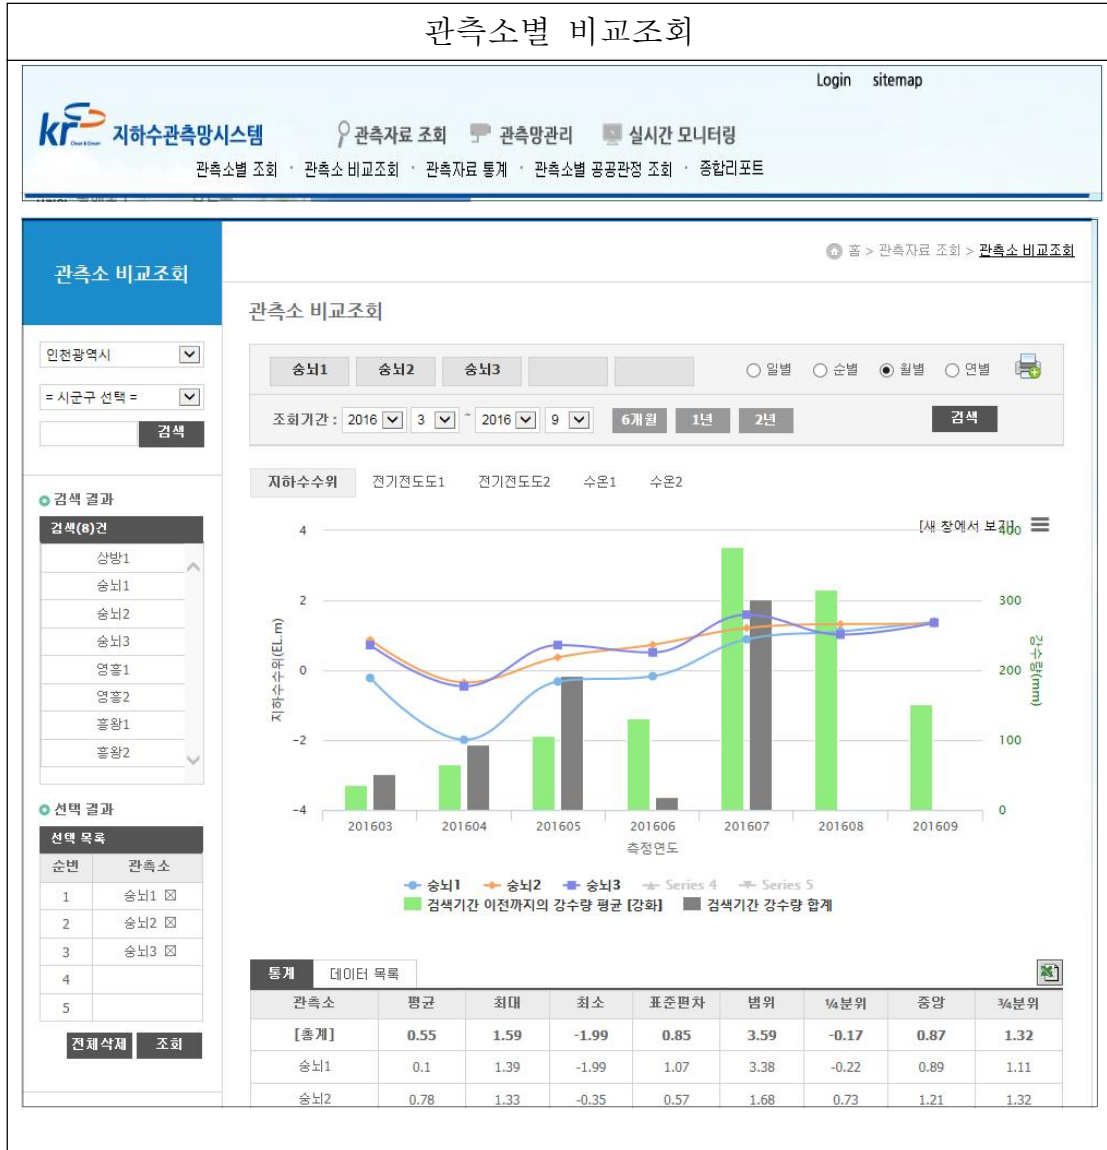 관측소별 비교조회
Login sitemap
kr 지하수관측망시스템 관측자료 조회 관측망관리 실시간 모니터링
관측소별 조회 · 관측소 비교조회 · 관측자료 통계 · 관측소별 공공관정 조회 · 종합리포트
관측소 비교조회
홈 > 관측자료 조회 > 관측소 비교조회
관측소 비교조회
인천광역시
= 시군구 선택 =
검색
숭뇌1 숭뇌2 숭뇌3 일별 순별 월별 연별
조회기간 : 2016 3 ~ 2016 9 6개월 1년 2년 검색
검색 결과
검색(8)건
상방1
숭뇌1
숭뇌2
숭뇌3
영흥1
영흥2
흥왕1
흥왕2
선택 결과
선택 목록
순번 관측소
1 숭뇌1
2 숭뇌2
3 숭뇌3
4
5
전체삭제 조회
지하수수위 전기전도도1 전기전도도2 수온1 수온2
[새 창에서 보기]
4 400
2 300
0 200
-2 100
-4 0
지하수수위(EL.m)
강수량(mm)
201603 201604 201605 201606 201607 201608 201609
측정연도
숭뇌1 숭뇌2 숭뇌3 Series 4 Series 5
검색기간 이전까지의 강수량 평균 [강화] 검색기간 강수량 합계
통계 데이터 목록
관측소 평균 최대 최소 표준편차 범위 ¼분위 중앙 ¾분위
[총계] 0.55 1.59 -1.99 0.85 3.59 -0.17 0.87 1.32
숭뇌1 0.1 1.39 -1.99 1.07 3.38 -0.22 0.89 1.11
숭뇌2 0.78 1.33 -0.35 0.57 1.68 0.73 1.21 1.32